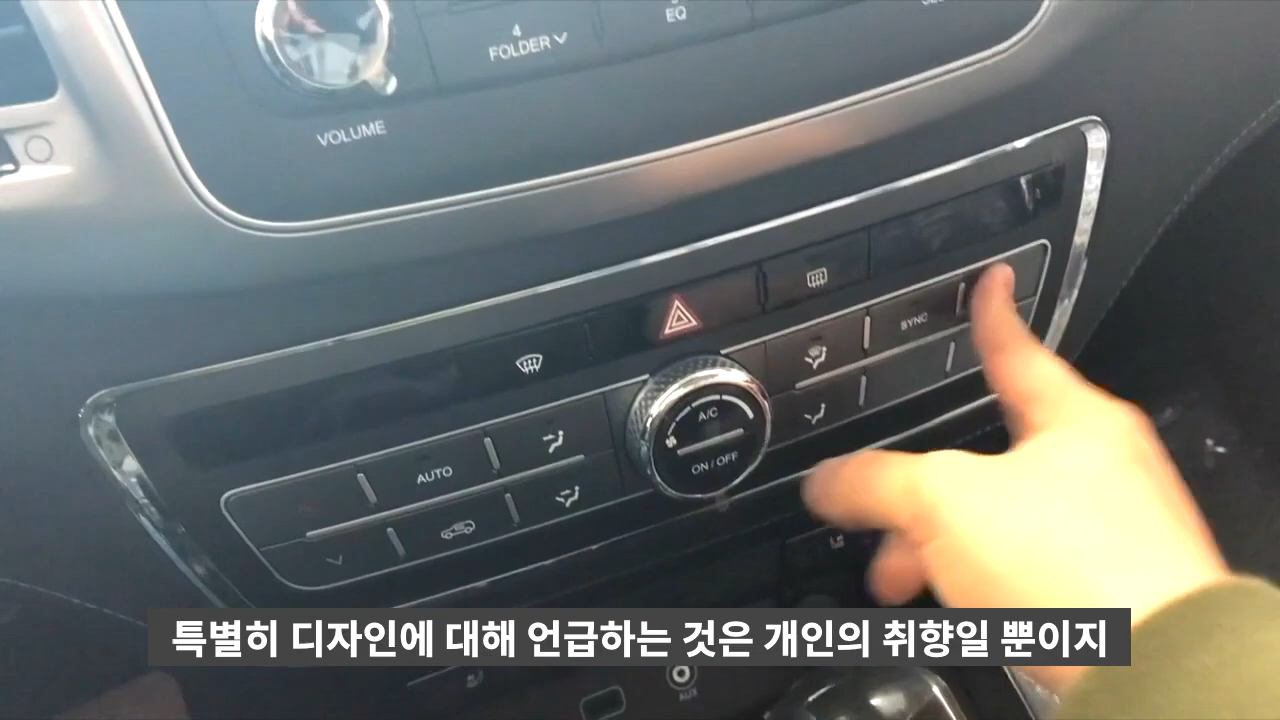 4
FOLDER
EQ
VOLUME
SYNC
A/C
ON / OFF
AUTO
AUX
특별히 디자인에 대해 언급하는 것은 개인의 취향일 뿐이지